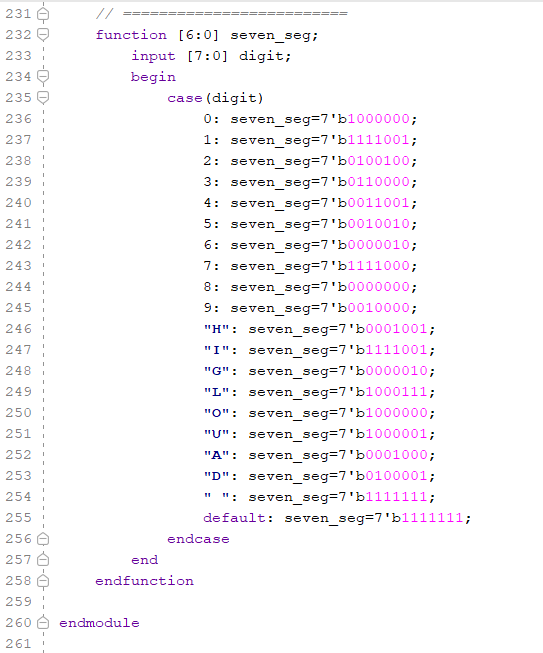 231 // =========================
232 function [6:0] seven_seg;
233 input [7:0] digit;
234 begin
235 case(digit)
236 0: seven_seg=7'b1000000;
237 1: seven_seg=7'b1111001;
238 2: seven_seg=7'b0100100;
239 3: seven_seg=7'b0110000;
240 4: seven_seg=7'b0011001;
241 5: seven_seg=7'b0010010;
242 6: seven_seg=7'b0000010;
243 7: seven_seg=7'b1111000;
244 8: seven_seg=7'b0000000;
245 9: seven_seg=7'b0010000;
246 "H": seven_seg=7'b0001001;
247 "I": seven_seg=7'b1111001;
248 "G": seven_seg=7'b0000010;
249 "L": seven_seg=7'b1000111;
250 "O": seven_seg=7'b1000000;
251 "U": seven_seg=7'b1000001;
252 "A": seven_seg=7'b0001000;
253 "D": seven_seg=7'b0100001;
254 " ": seven_seg=7'b1111111;
255 default: seven_seg=7'b1111111;
256 endcase
257 end
258 endfunction
259
260 endmodule
261